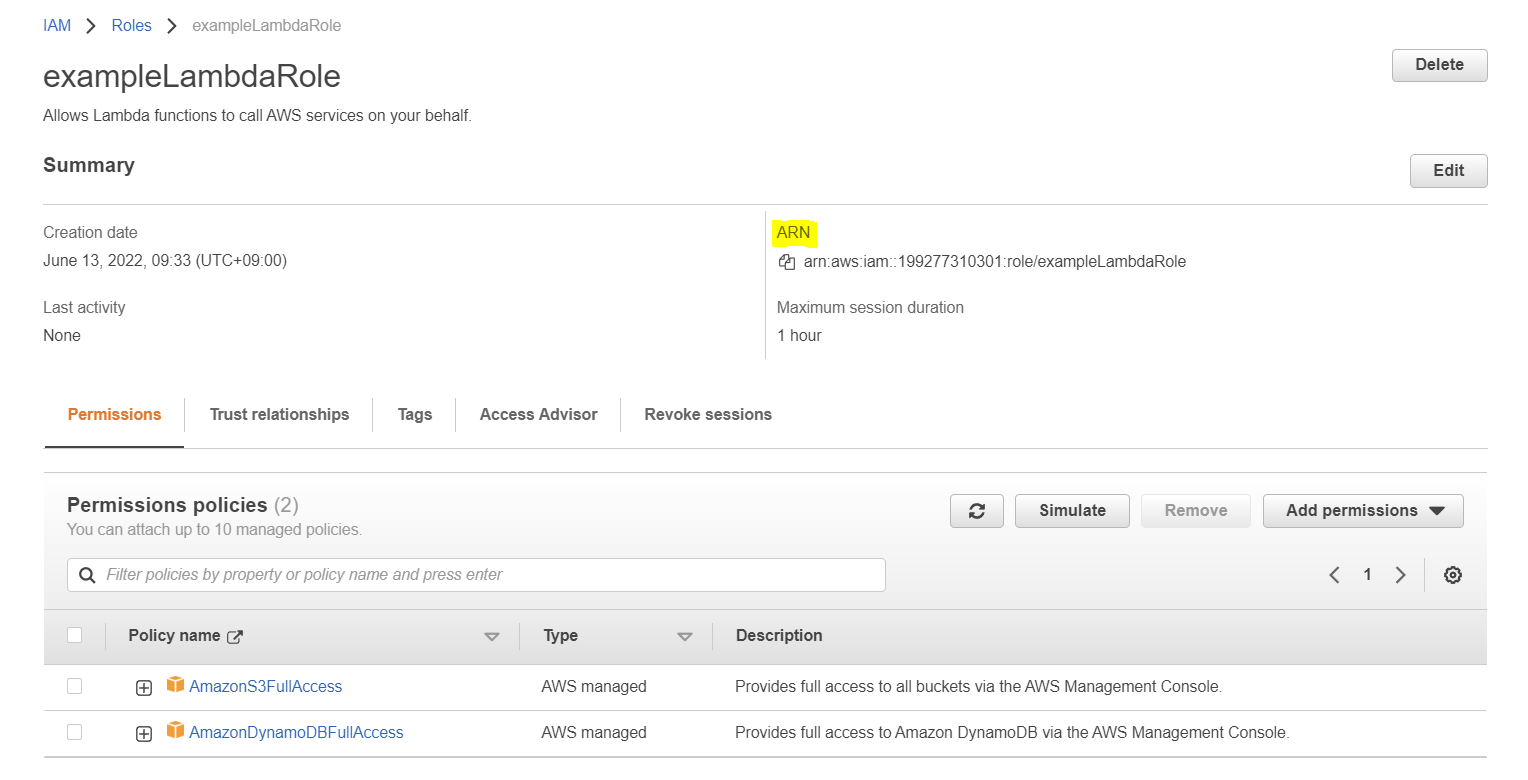 IAM > Roles > exampleLambdaRole
exampleLambdaRole
Delete
Allows Lambda functions to call AWS services on your behalf.
Summary
Edit
Creation date
June 13, 2022, 09:33 (UTC+09:00)
ARN
arn:aws:iam::199277310301:role/exampleLambdaRole
Last activity
None
Maximum session duration
1 hour
Permissions
Trust relationships
Tags
Access Advisor
Revoke sessions
Permissions policies (2)
You can attach up to 10 managed policies.
Simulate
Remove
Add permissions
Filter policies by property or policy name and press enter
1
Policy name
Type
Description
AmazonS3FullAccess
AWS managed
Provides full access to all buckets via the AWS Management Console.
AmazonDynamoDBFullAccess
AWS managed
Provides full access to Amazon DynamoDB via the AWS Management Console.